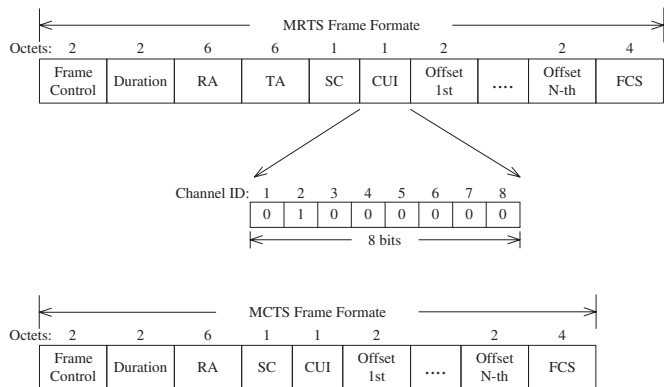 MRTS Frame Formate
Octets: 2 2 6 6 1 1 2 2 4
Frame Control Duration RA TA SC CUI Offset 1st .... Offset N-th FCS
Channel ID: 1 2 3 4 5 6 7 8
0 1 0 0 0 0 0 0
8 bits
MCTS Frame Formate
Octets: 2 2 6 1 1 2 2 4
Frame Control Duration RA SC CUI Offset 1st .... Offset N-th FCS